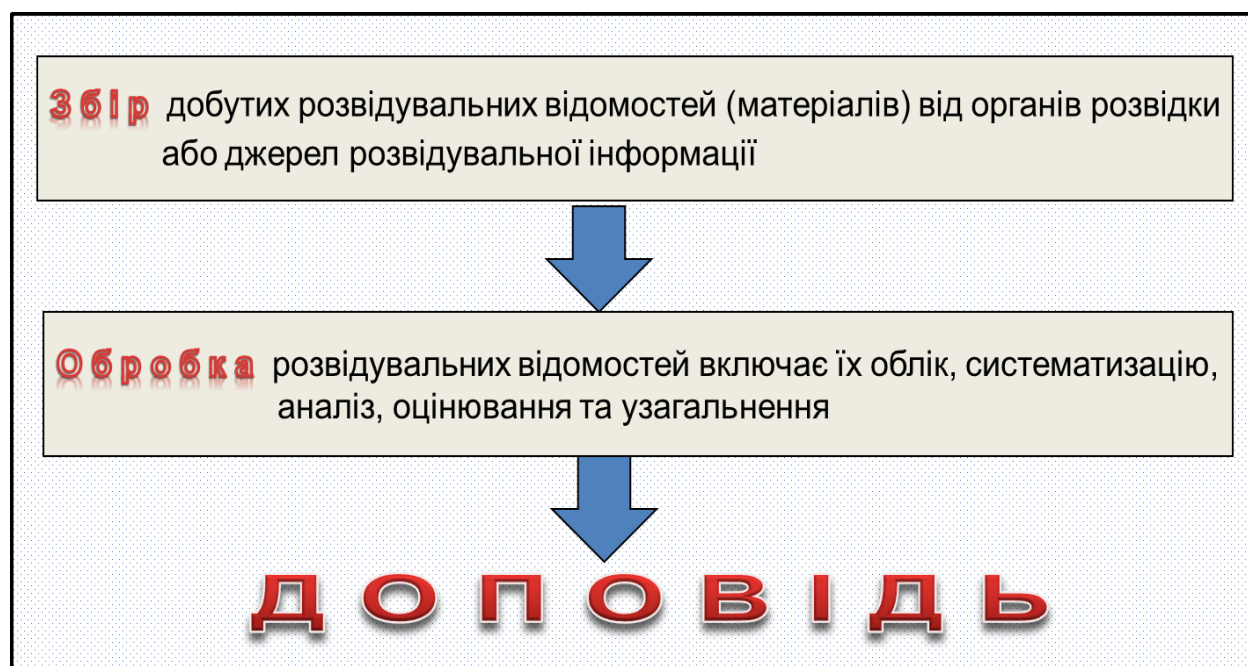 Збір добутих розвідувальних відомостей (матеріалів) від органів розвідки
або джерел розвідувальної інформації
Обробка розвідувальних відомостей включає їх облік, систематизацію,
аналіз, оцінювання та узагальнення
ДОПОВІДЬ